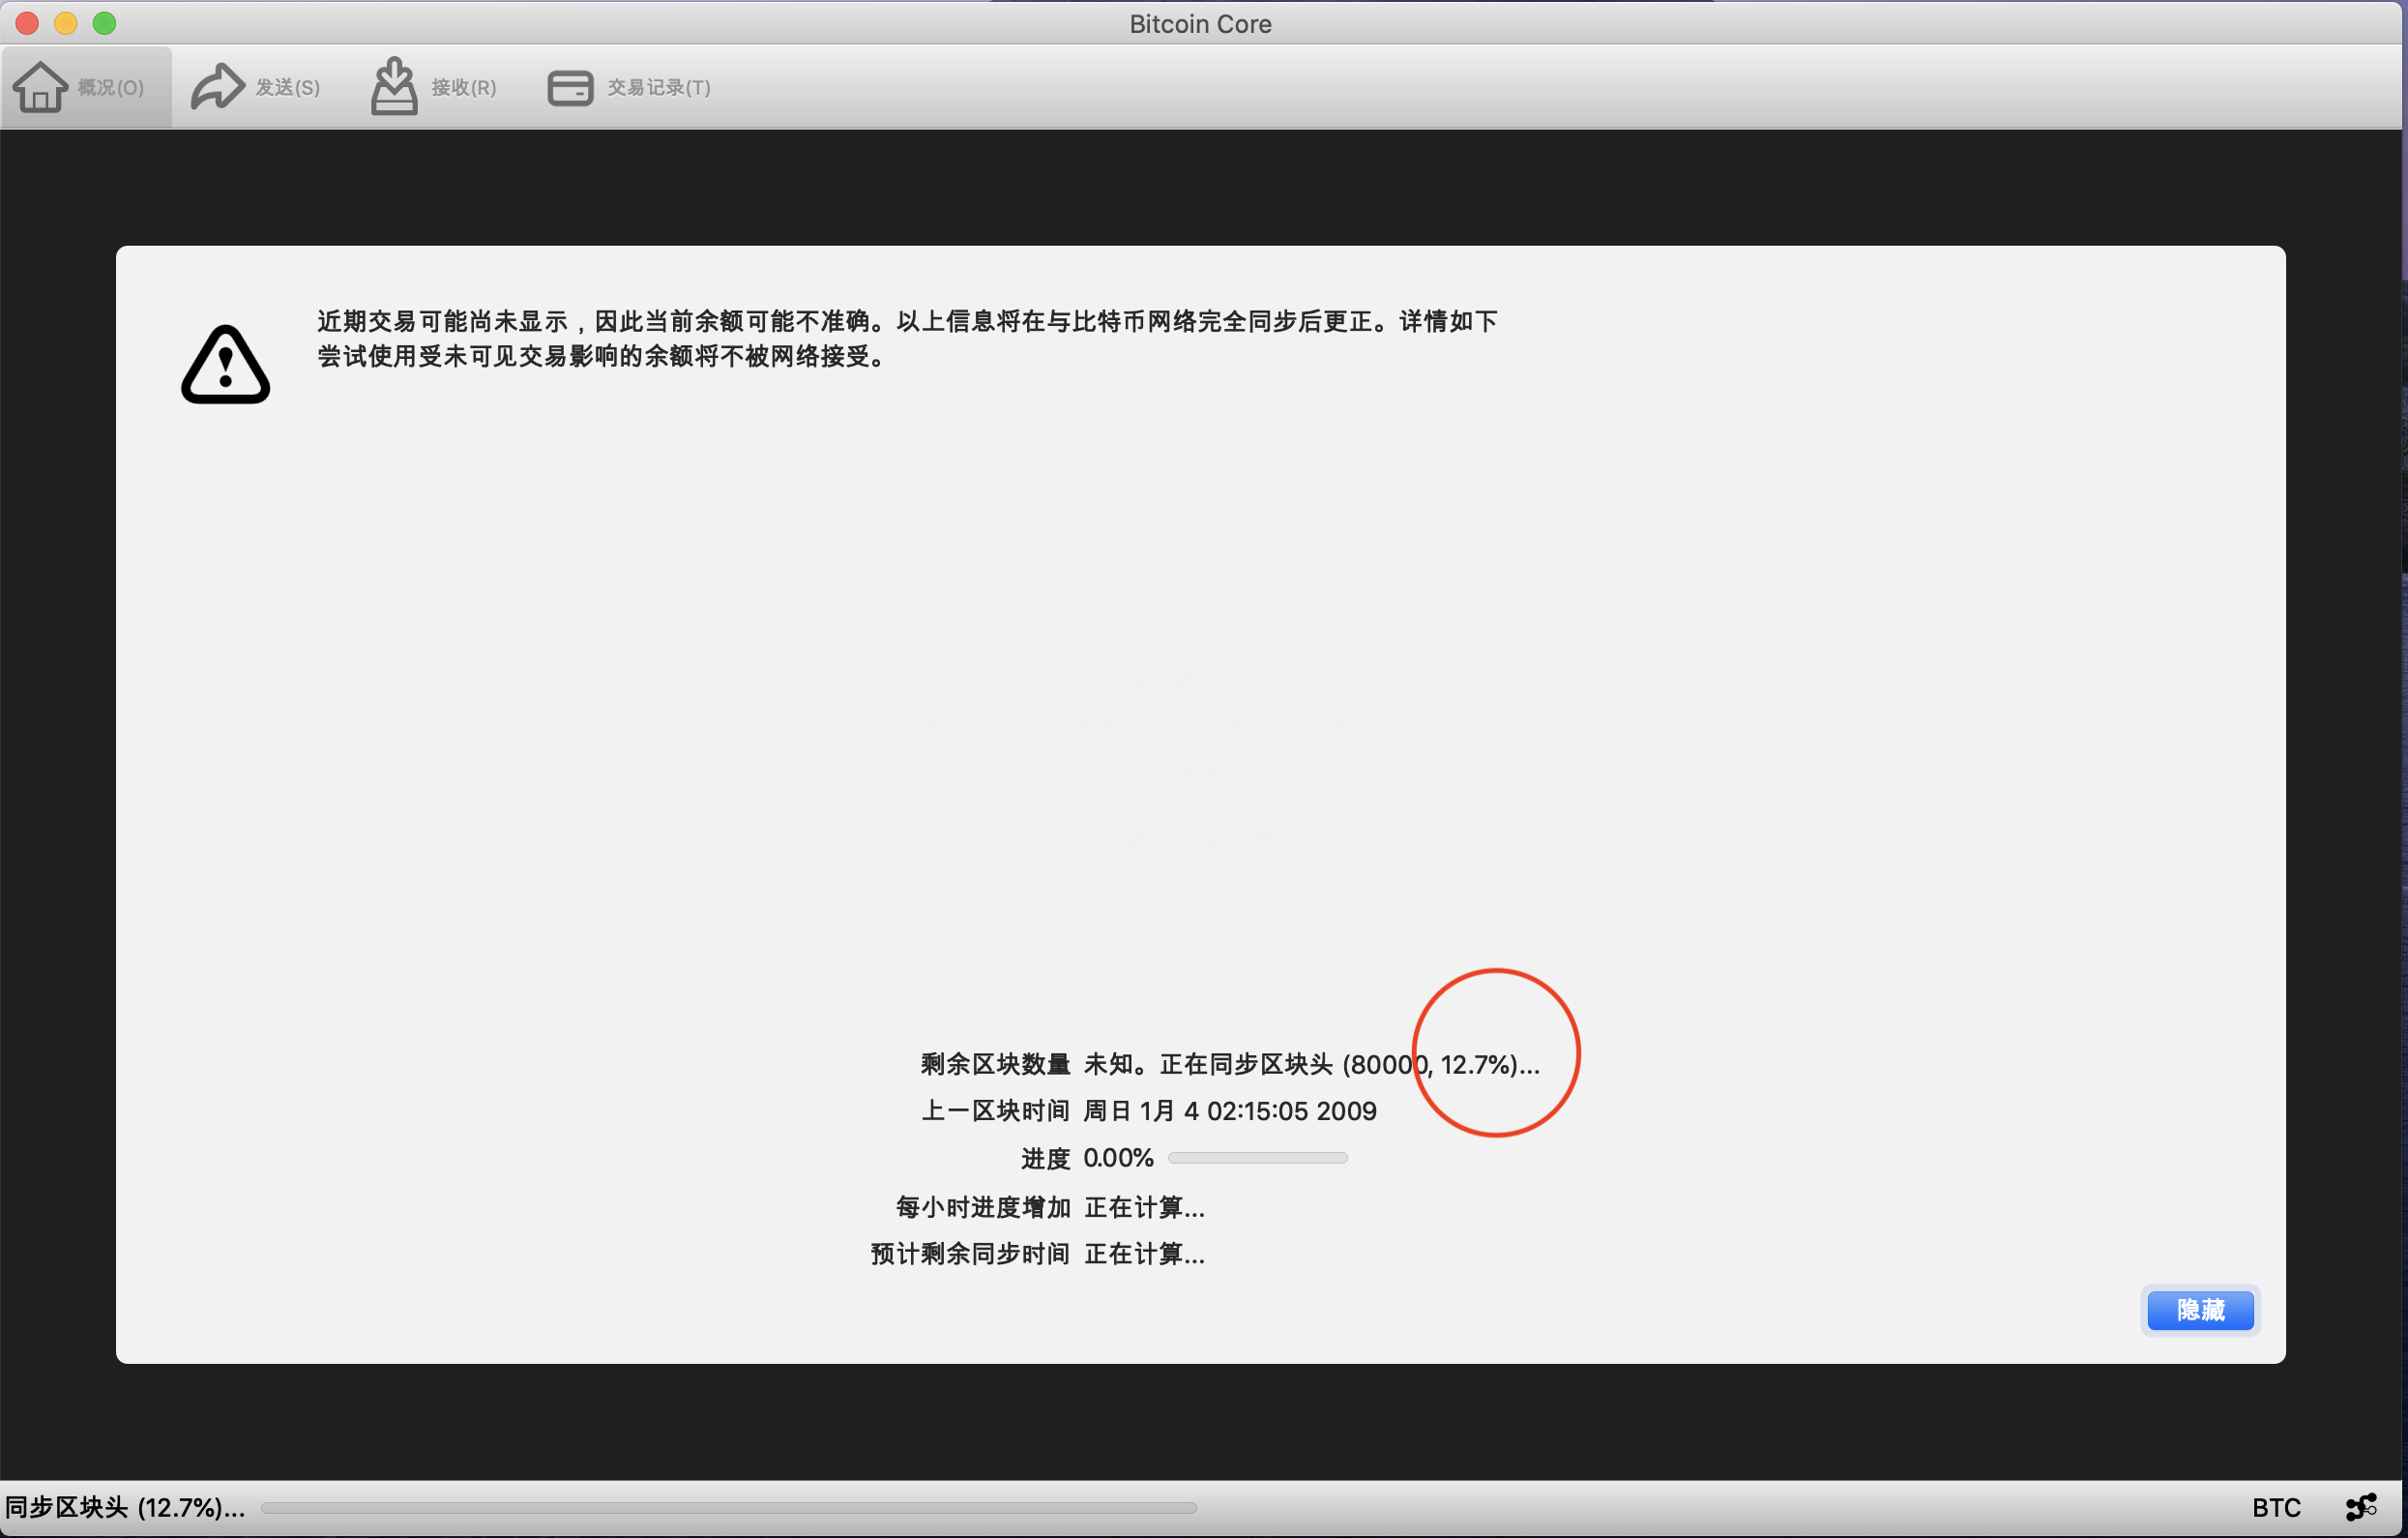 Bitcoin Core
概况(O) 发送(S) 接收(R) 交易记录(T)
近期交易可能尚未显示，因此当前余额可能不准确。以上信息将在与比特币网络完全同步后更正。详情如下
尝试使用受未可见交易影响的余额将不被网络接受。
剩余区块数量 未知。正在同步区块头 (80000, 12.7%)...
上一区块时间 周日 1月 4 02:15:05 2009
进度 0.00%
每小时进度增加 正在计算...
预计剩余同步时间 正在计算...
隐藏
同步区块头 (12.7%)... BTC